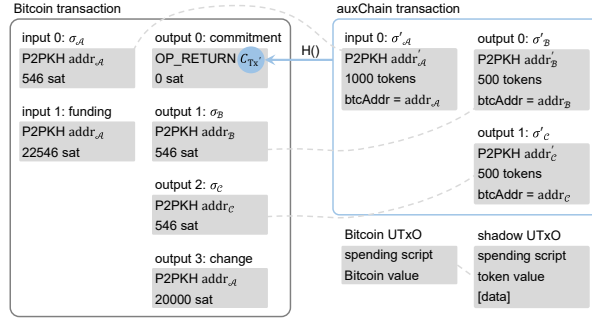 Bitcoin transaction
input 0: σ𝒜
P2PKH addr𝒜
546 sat
input 1: funding
P2PKH addr𝒜
22546 sat
output 0: commitment
OP_RETURN C_Tx'
0 sat
output 1: σℬ
P2PKH addrℬ
546 sat
output 2: σ𝒞
P2PKH addr𝒞
546 sat
output 3: change
P2PKH addr𝒜
20000 sat
H()
auxChain transaction
input 0: σ'𝒜
P2PKH addr'𝒜
1000 tokens
btcAddr = addr𝒜
output 0: σ'ℬ
P2PKH addr'ℬ
500 tokens
btcAddr = addrℬ
output 1: σ'𝒞
P2PKH addr'𝒞
500 tokens
btcAddr = addr𝒞
Bitcoin UTxO
spending script
Bitcoin value
shadow UTxO
spending script
token value
[data]